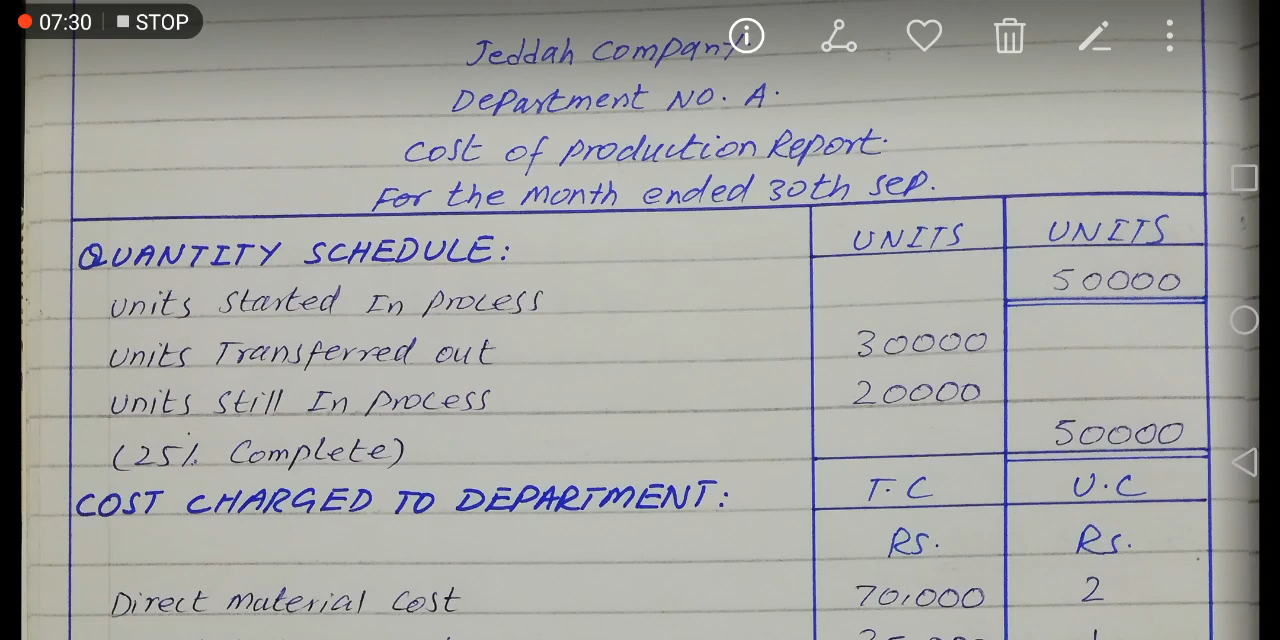 07:30 STOP
Jeddah Company
Department NO. A.
Cost of Production Report.
For the Month ended 30th Sep.
QUANTITY SCHEDULE: UNITS UNITS
units Started In Process 50000
units Transferred out 30000
units Still In Process 20000
(25% Complete) 50000
COST CHARGED TO DEPARTMENT: T.C U.C
Rs. Rs.
Direct Material Cost 70,000 2